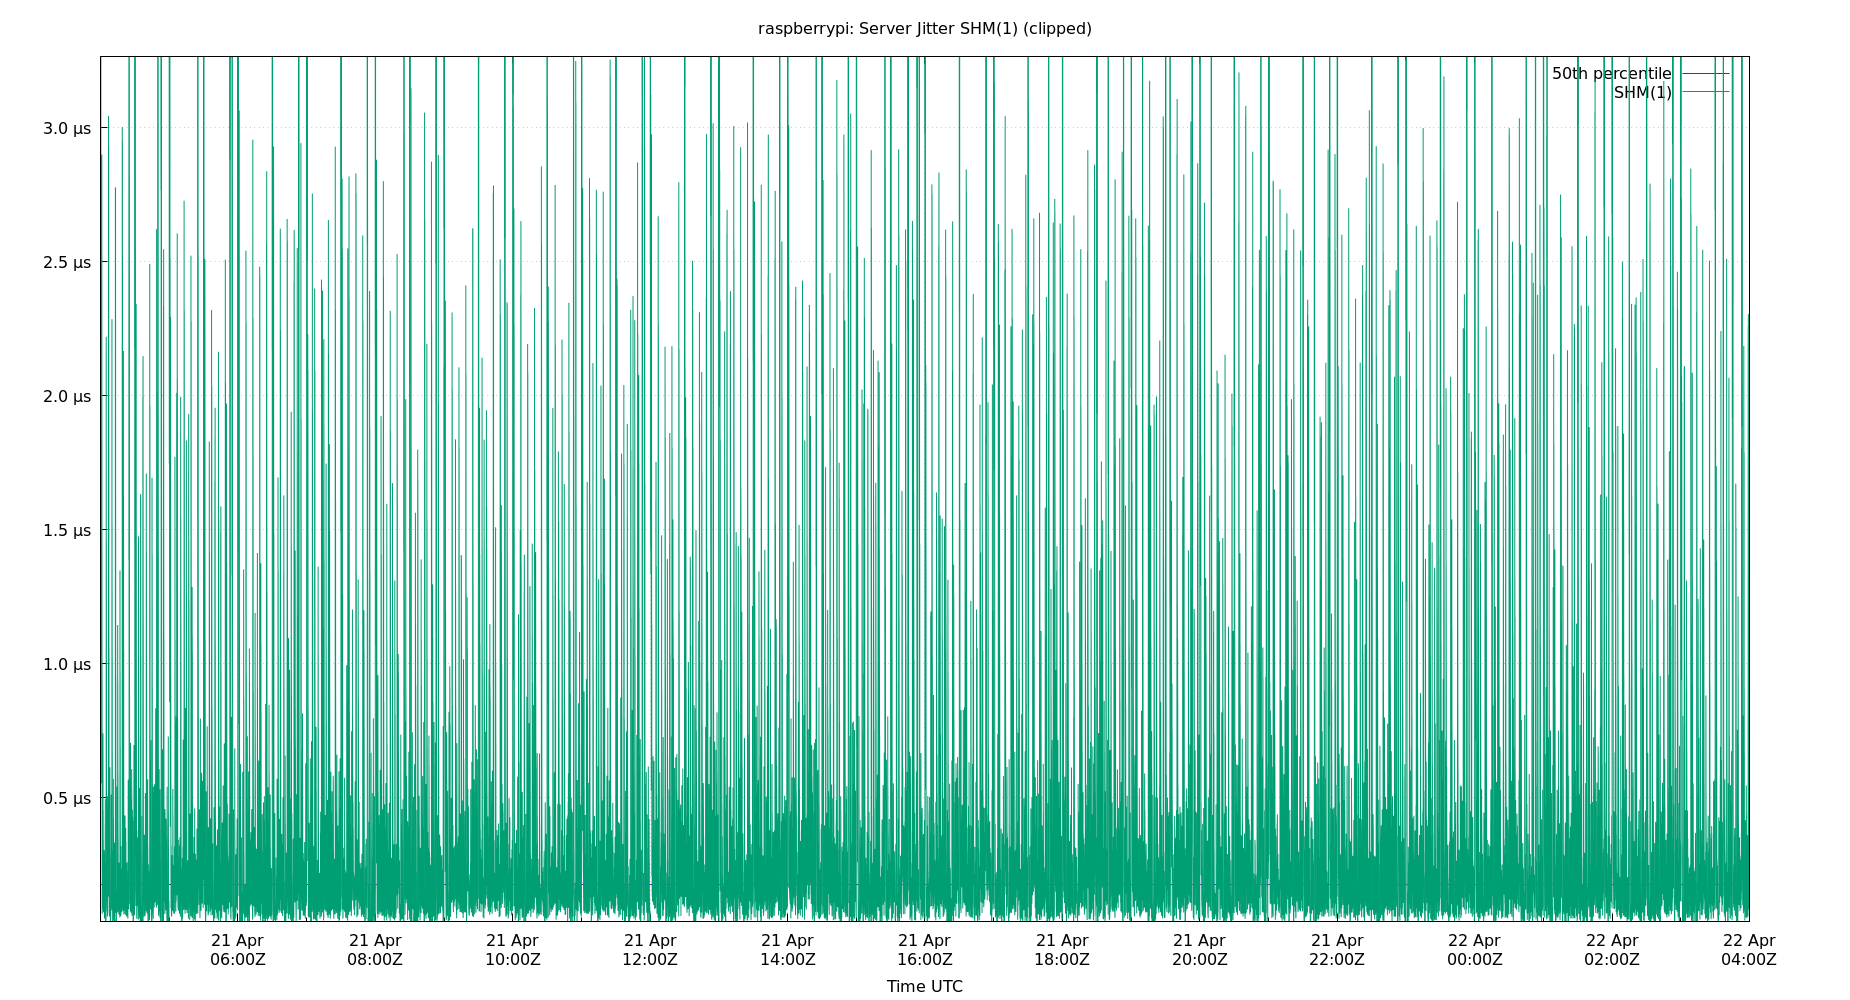 raspberrypi: Server Jitter SHM(1) (clipped)
50th percentile
SHM(1)
3.0 µs
2.5 µs
2.0 µs
1.5 µs
1.0 µs
0.5 µs
21 Apr 21 Apr 21 Apr 21 Apr 21 Apr 21 Apr 21 Apr 21 Apr 21 Apr 22 Apr 22 Apr 22 Apr
06:00Z 08:00Z 10:00Z 12:00Z 14:00Z 16:00Z 18:00Z 20:00Z 22:00Z 00:00Z 02:00Z 04:00Z
Time UTC